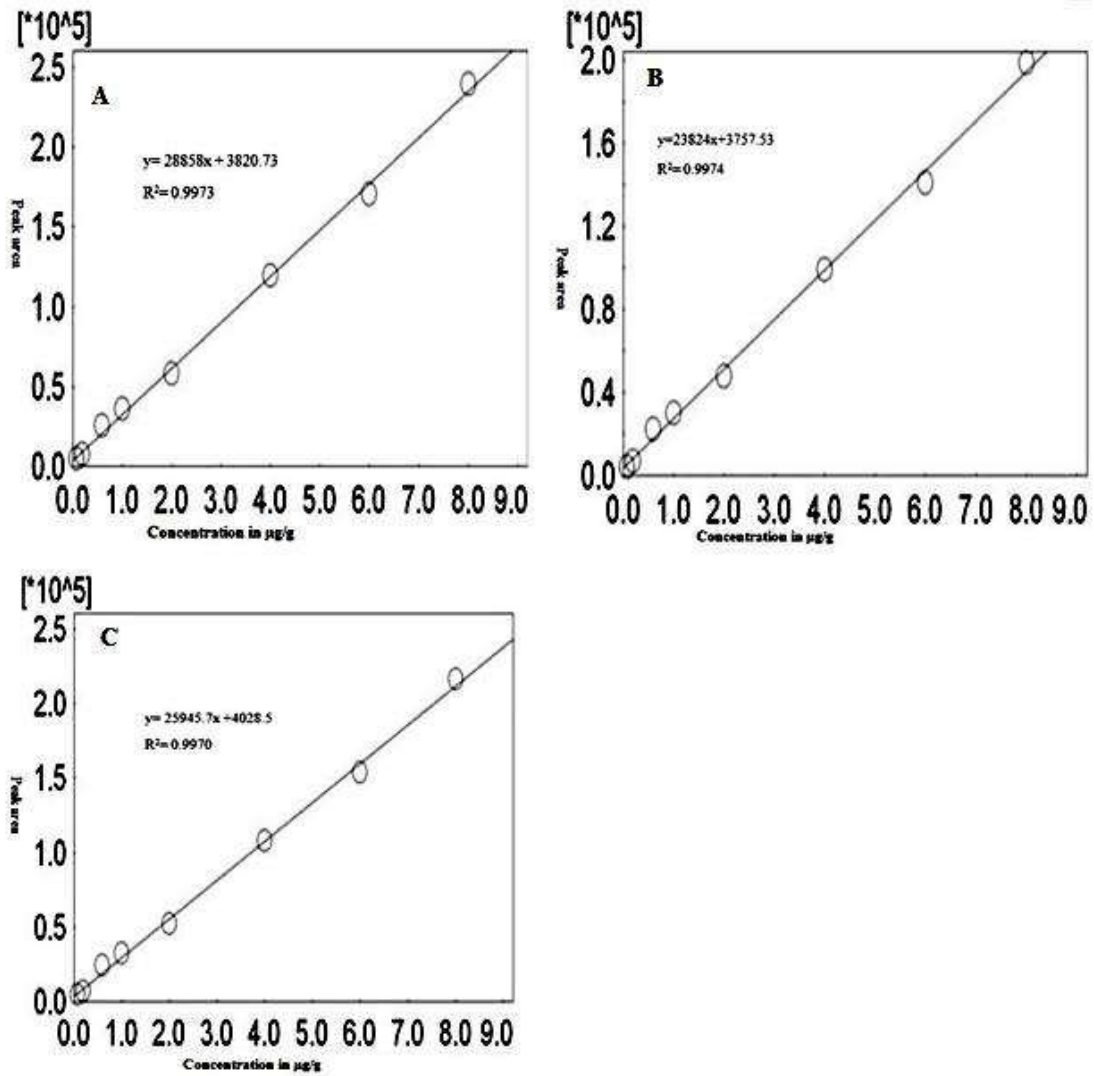 [*10^5]
2.5
2.0
1.5
1.0
0.5
0.0
Peak area
A
y= 28858x + 3820.73
R²= 0.9973
0.0 1.0 2.0 3.0 4.0 5.0 6.0 7.0 8.0 9.0
Concentration in µg/g
[*10^5]
2.0
1.6
1.2
0.8
0.4
0.0
Peak area
B
y=23824x+3757.53
R²= 0.9974
0.0 1.0 2.0 3.0 4.0 5.0 6.0 7.0 8.0 9.0
Concentration in µg/g
[*10^5]
2.5
2.0
1.5
1.0
0.5
0.0
Peak area
C
y= 25945.7x +4028.5
R²= 0.9970
0.0 1.0 2.0 3.0 4.0 5.0 6.0 7.0 8.0 9.0
Concentration in µg/g